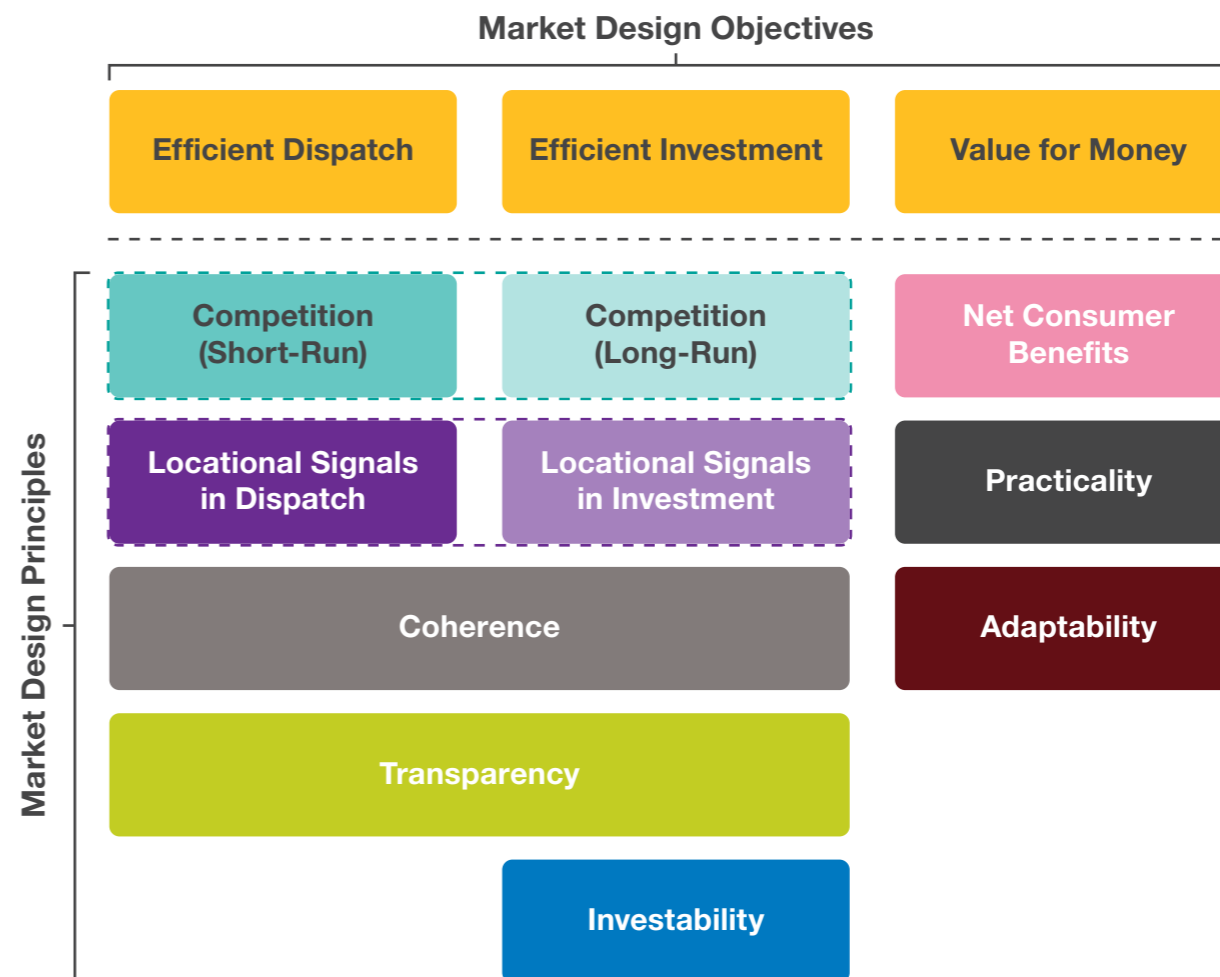 Market Design Objectives
Efficient Dispatch
Efficient Investment
Value for Money
Market Design Principles
Competition
(Short-Run)
Competition
(Long-Run)
Net Consumer
Benefits
Locational Signals
in Dispatch
Locational Signals
in Investment
Practicality
Coherence
Adaptability
Transparency
Investability